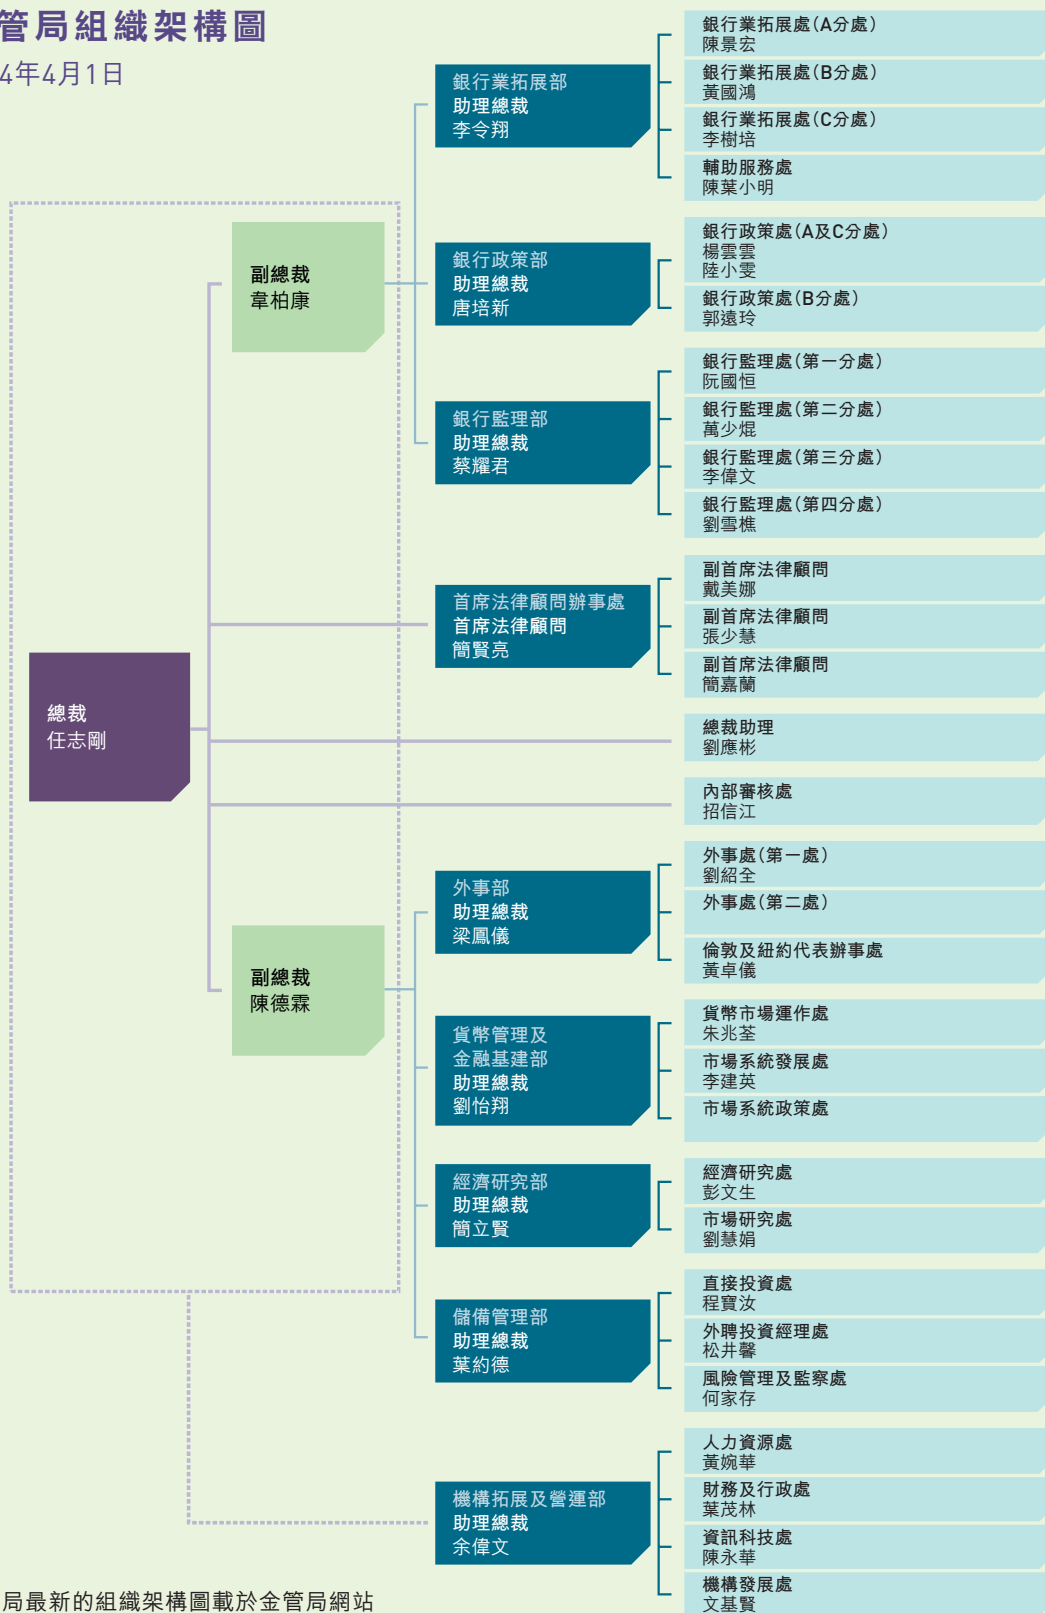 管局組織架構圖
4年4月1日
銀行業拓展部
助理總裁
李令翔
銀行業拓展處(A分處)
陳景宏
銀行業拓展處(B分處)
黃國鴻
銀行業拓展處(C分處)
李樹培
輔助服務處
陳葉小明
副總裁
韋柏康
銀行政策部
助理總裁
唐培新
銀行政策處(A及C分處)
楊雲雲
陸小雯
銀行政策處(B分處)
郭遠玲
銀行監理部
助理總裁
蔡耀君
銀行監理處(第一分處)
阮國恒
銀行監理處(第二分處)
萬少焜
銀行監理處(第三分處)
李偉文
銀行監理處(第四分處)
劉雪樵
首席法律顧問辦事處
首席法律顧問
簡賢亮
副首席法律顧問
戴美娜
副首席法律顧問
張少慧
副首席法律顧問
簡嘉蘭
總裁
任志剛
總裁助理
劉應彬
內部審核處
招信江
副總裁
陳德霖
外事部
助理總裁
梁鳳儀
外事處(第一處)
劉紹全
外事處(第二處)
倫敦及紐約代表辦事處
黃卓儀
貨幣管理及
金融基建部
助理總裁
劉怡翔
貨幣市場運作處
朱兆荃
市場系統發展處
李建英
市場系統政策處
經濟研究部
助理總裁
簡立賢
經濟研究處
彭文生
市場研究處
劉慧娟
儲備管理部
助理總裁
葉約德
直接投資處
程寶汝
外聘投資經理處
松井馨
風險管理及監察處
何家存
機構拓展及營運部
助理總裁
余偉文
人力資源處
黃婉華
財務及行政處
葉茂林
資訊科技處
陳永華
機構發展處
文基賢
局最新的組織架構圖載於金管局網站